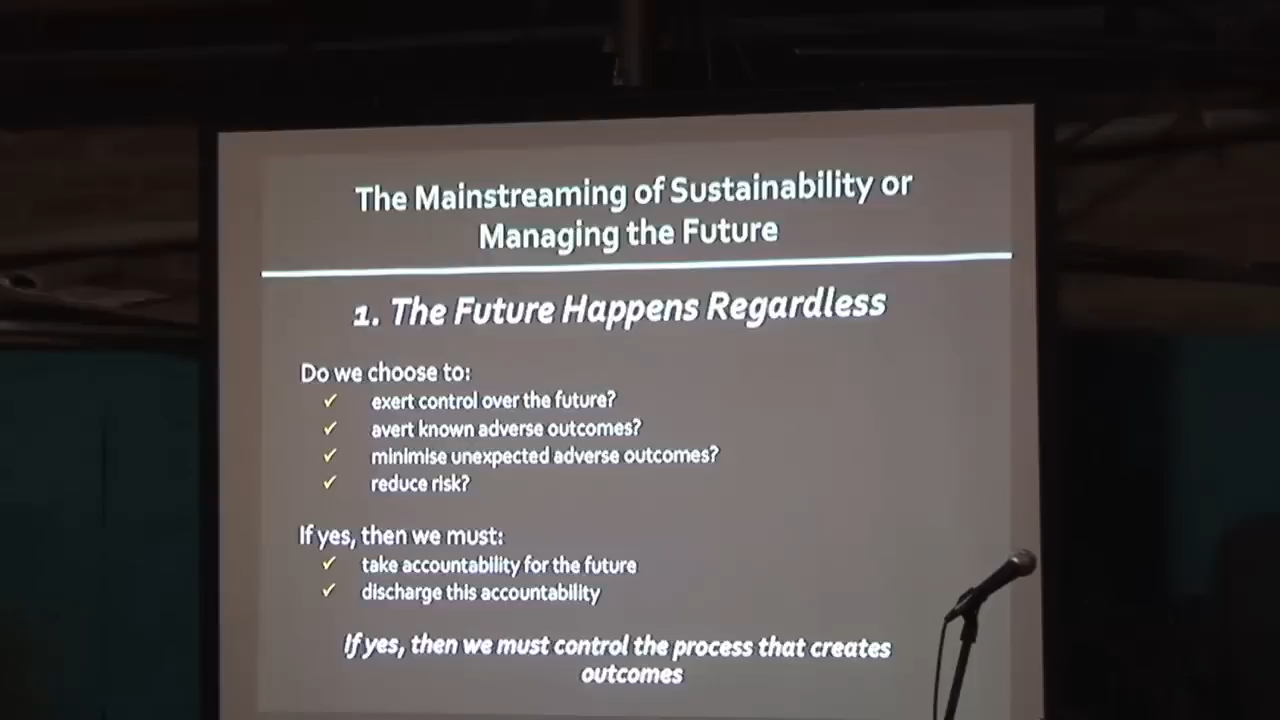 The Mainstreaming of Sustainability or
Managing the Future
1. The Future Happens Regardless
Do we choose to:
✓ exert control over the future?
✓ avert known adverse outcomes?
✓ minimise unexpected adverse outcomes?
✓ reduce risk?
If yes, then we must:
✓ take accountability for the future
✓ discharge this accountability
If yes, then we must control the process that creates
outcomes